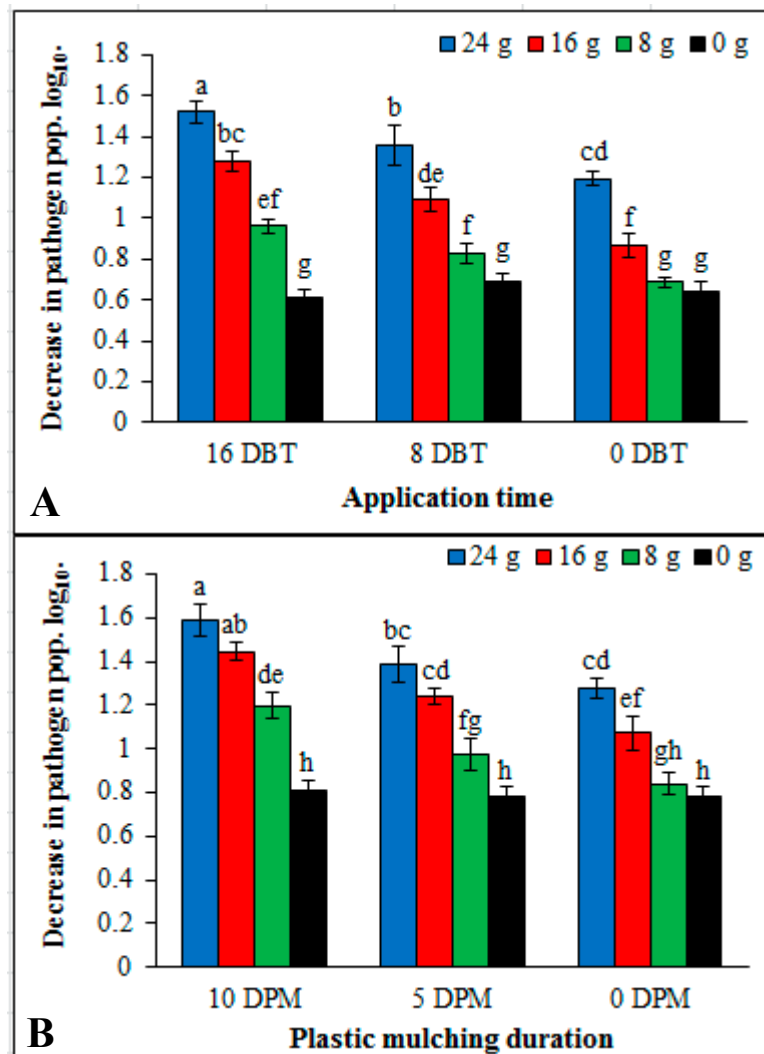 24 g 16 g 8 g 0 g
Decrease in pathogen pop. log10.
1.8
1.6
1.4
1.2
1
0.8
0.6
0.4
0.2
0
a
bc
ef
g
b
de
f
g
cd
f
g
g
16 DBT 8 DBT 0 DBT
Application time
A
24 g 16 g 8 g 0 g
Decrease in pathogen pop. log10.
1.8
1.6
1.4
1.2
1
0.8
0.6
0.4
0.2
0
a
ab
de
h
bc
cd
fg
h
cd
ef
gh
h
10 DPM 5 DPM 0 DPM
Plastic mulching duration
B